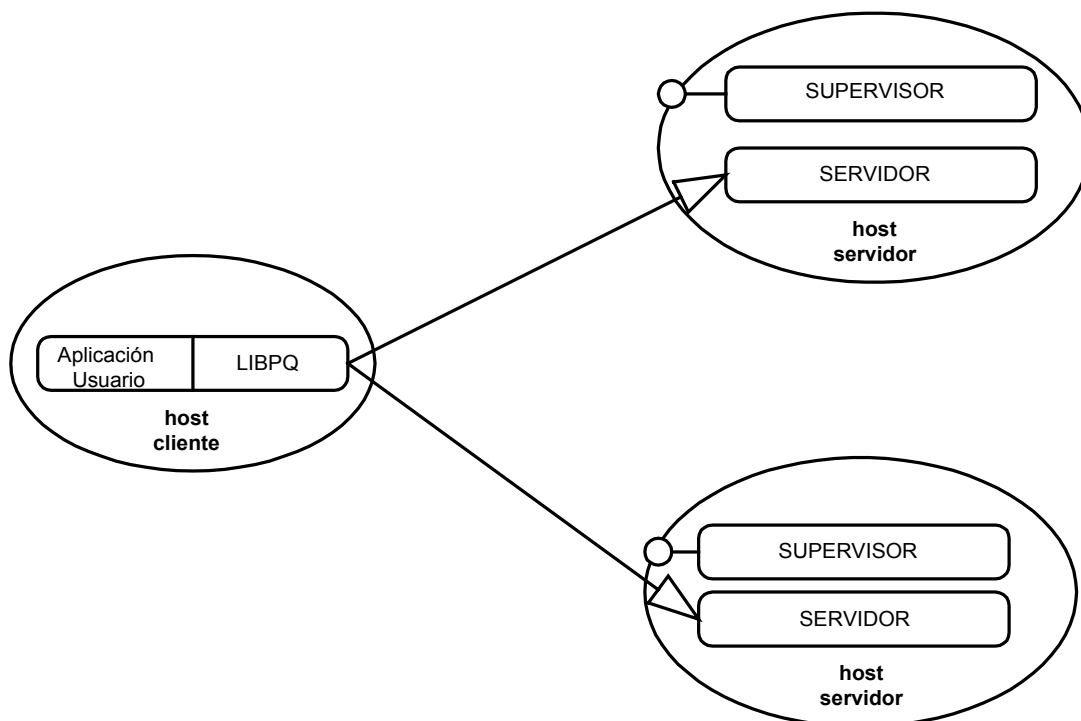 SUPERVISOR
SERVIDOR
host
servidor
Aplicación
Usuario
LIBPQ
host
cliente
SUPERVISOR
SERVIDOR
host
servidor